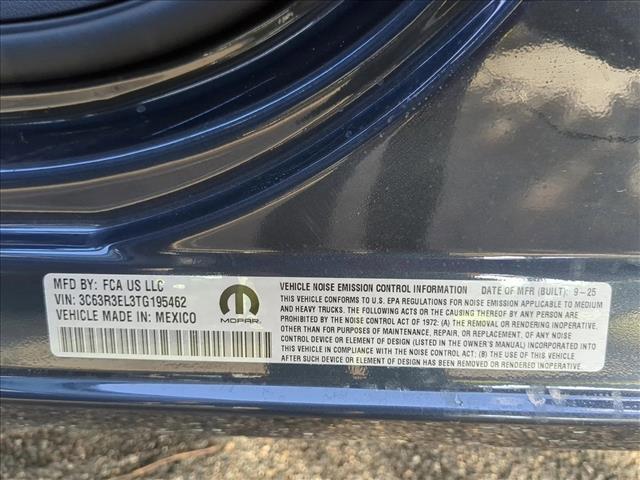 MFD BY: FCA US LLC
VIN: 3C63R3EL3TG195462
VEHICLE MADE IN: MEXICO
MOPAR
VEHICLE NOISE EMISSION CONTROL INFORMATION DATE OF MFR (BUILT): 9-25
THIS VEHICLE CONFORMS TO U.S. EPA REGULATIONS FOR NOISE EMISSION APPLICABLE TO MEDIUM
AND HEAVY TRUCKS. THE FOLLOWING ACTS OR THE CAUSING THEREOF BY ANY PERSON ARE
PROHIBITED BY THE NOISE CONTROL ACT OF 1972: (A) THE REMOVAL OR RENDERING INOPERATIVE,
OTHER THAN FOR PURPOSES OF MAINTENANCE, REPAIR, OR REPLACEMENT, OF ANY NOISE
CONTROL DEVICE OR ELEMENT OF DESIGN (LISTED IN THE OWNER'S MANUAL) INCORPORATED INTO
THIS VEHICLE IN COMPLIANCE WITH THE NOISE CONTROL ACT; (B) THE USE OF THIS VEHICLE
AFTER SUCH DEVICE OR ELEMENT OF DESIGN HAS BEEN REMOVED OR RENDERED INOPERATIVE.